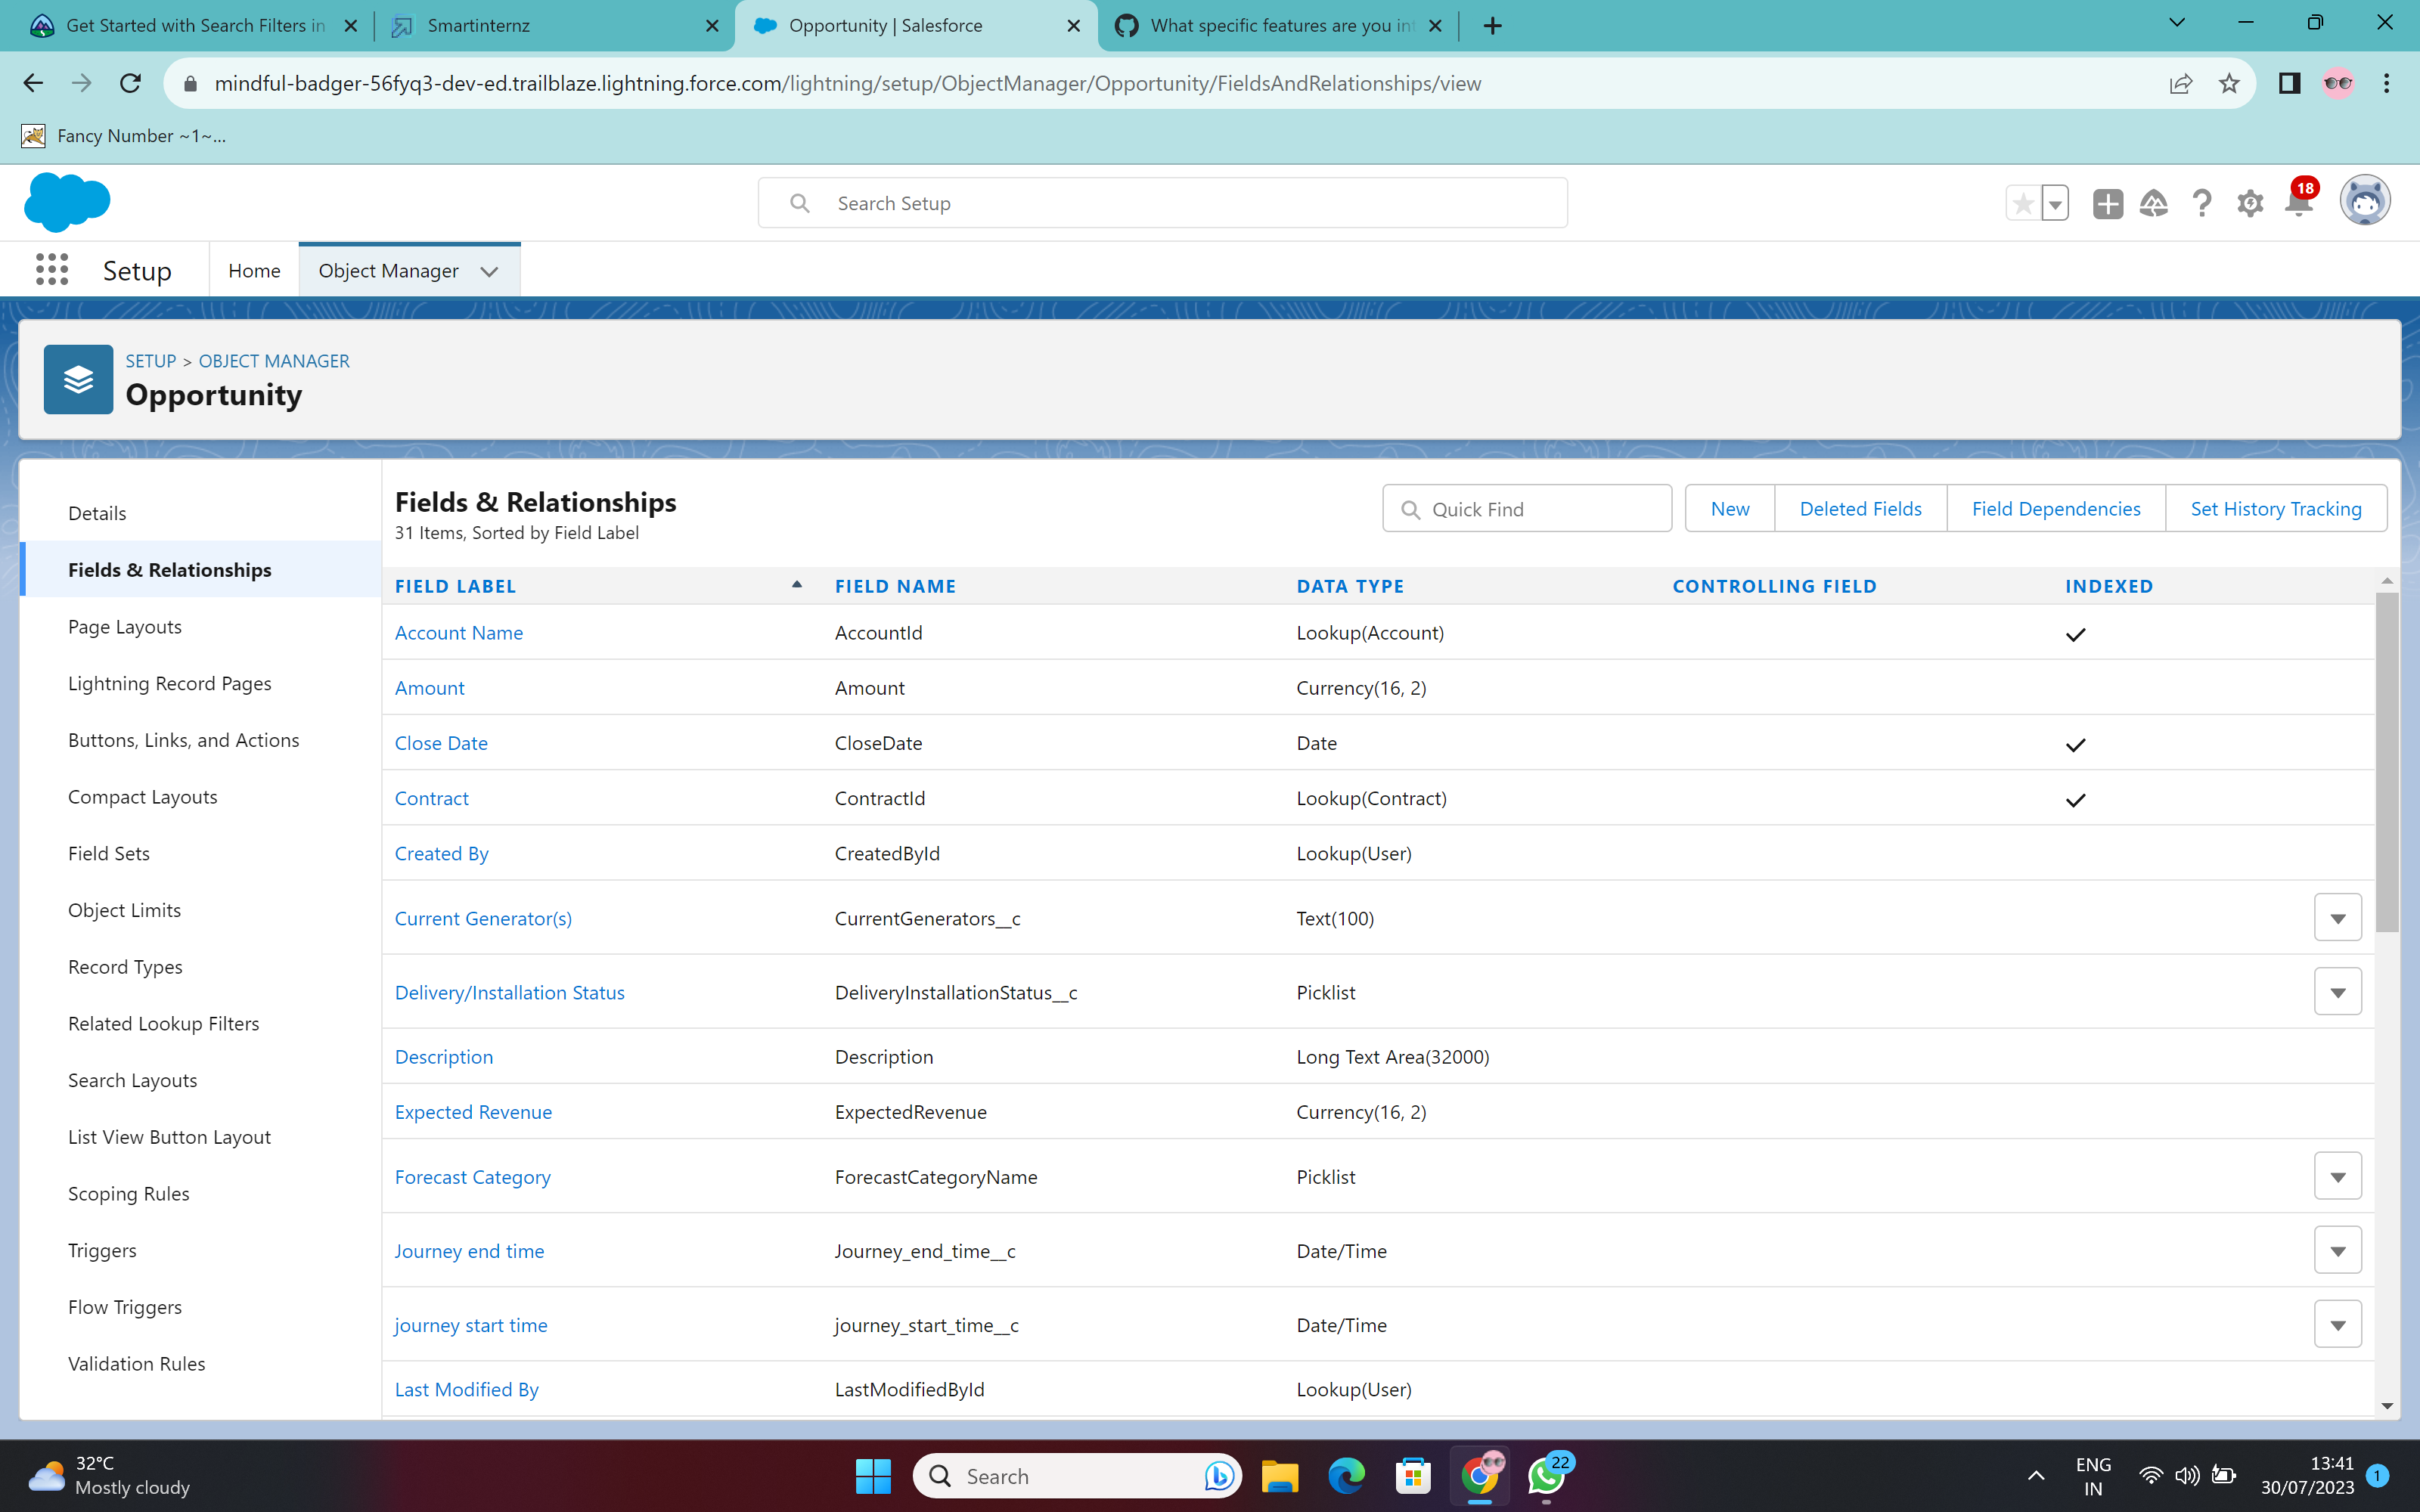 Get Started with Search Filters in
Smartinternz
Opportunity | Salesforce
What specific features are you int
mindful-badger-56fyq3-dev-ed.trailblaze.lightning.force.com/lightning/setup/ObjectManager/Opportunity/FieldsAndRelationships/view
Fancy Number ~1~...
Search Setup
18
Setup
Home
Object Manager
SETUP > OBJECT MANAGER
Opportunity
Details
Fields & Relationships
Page Layouts
Lightning Record Pages
Buttons, Links, and Actions
Compact Layouts
Field Sets
Object Limits
Record Types
Related Lookup Filters
Search Layouts
List View Button Layout
Scoping Rules
Triggers
Flow Triggers
Validation Rules
Fields & Relationships
31 Items, Sorted by Field Label
Quick Find
New
Deleted Fields
Field Dependencies
Set History Tracking
FIELD LABEL FIELD NAME DATA TYPE CONTROLLING FIELD INDEXED
Account Name AccountId Lookup(Account)
Amount Amount Currency(16, 2)
Close Date CloseDate Date
Contract ContractId Lookup(Contract)
Created By CreatedById Lookup(User)
Current Generator(s) CurrentGenerators__c Text(100)
Delivery/Installation Status DeliveryInstallationStatus__c Picklist
Description Description Long Text Area(32000)
Expected Revenue ExpectedRevenue Currency(16, 2)
Forecast Category ForecastCategoryName Picklist
Journey end time Journey_end_time__c Date/Time
journey start time journey_start_time__c Date/Time
Last Modified By LastModifiedById Lookup(User)
32°C
Mostly cloudy
Search
22
ENG
IN
13:41
30/07/2023
1